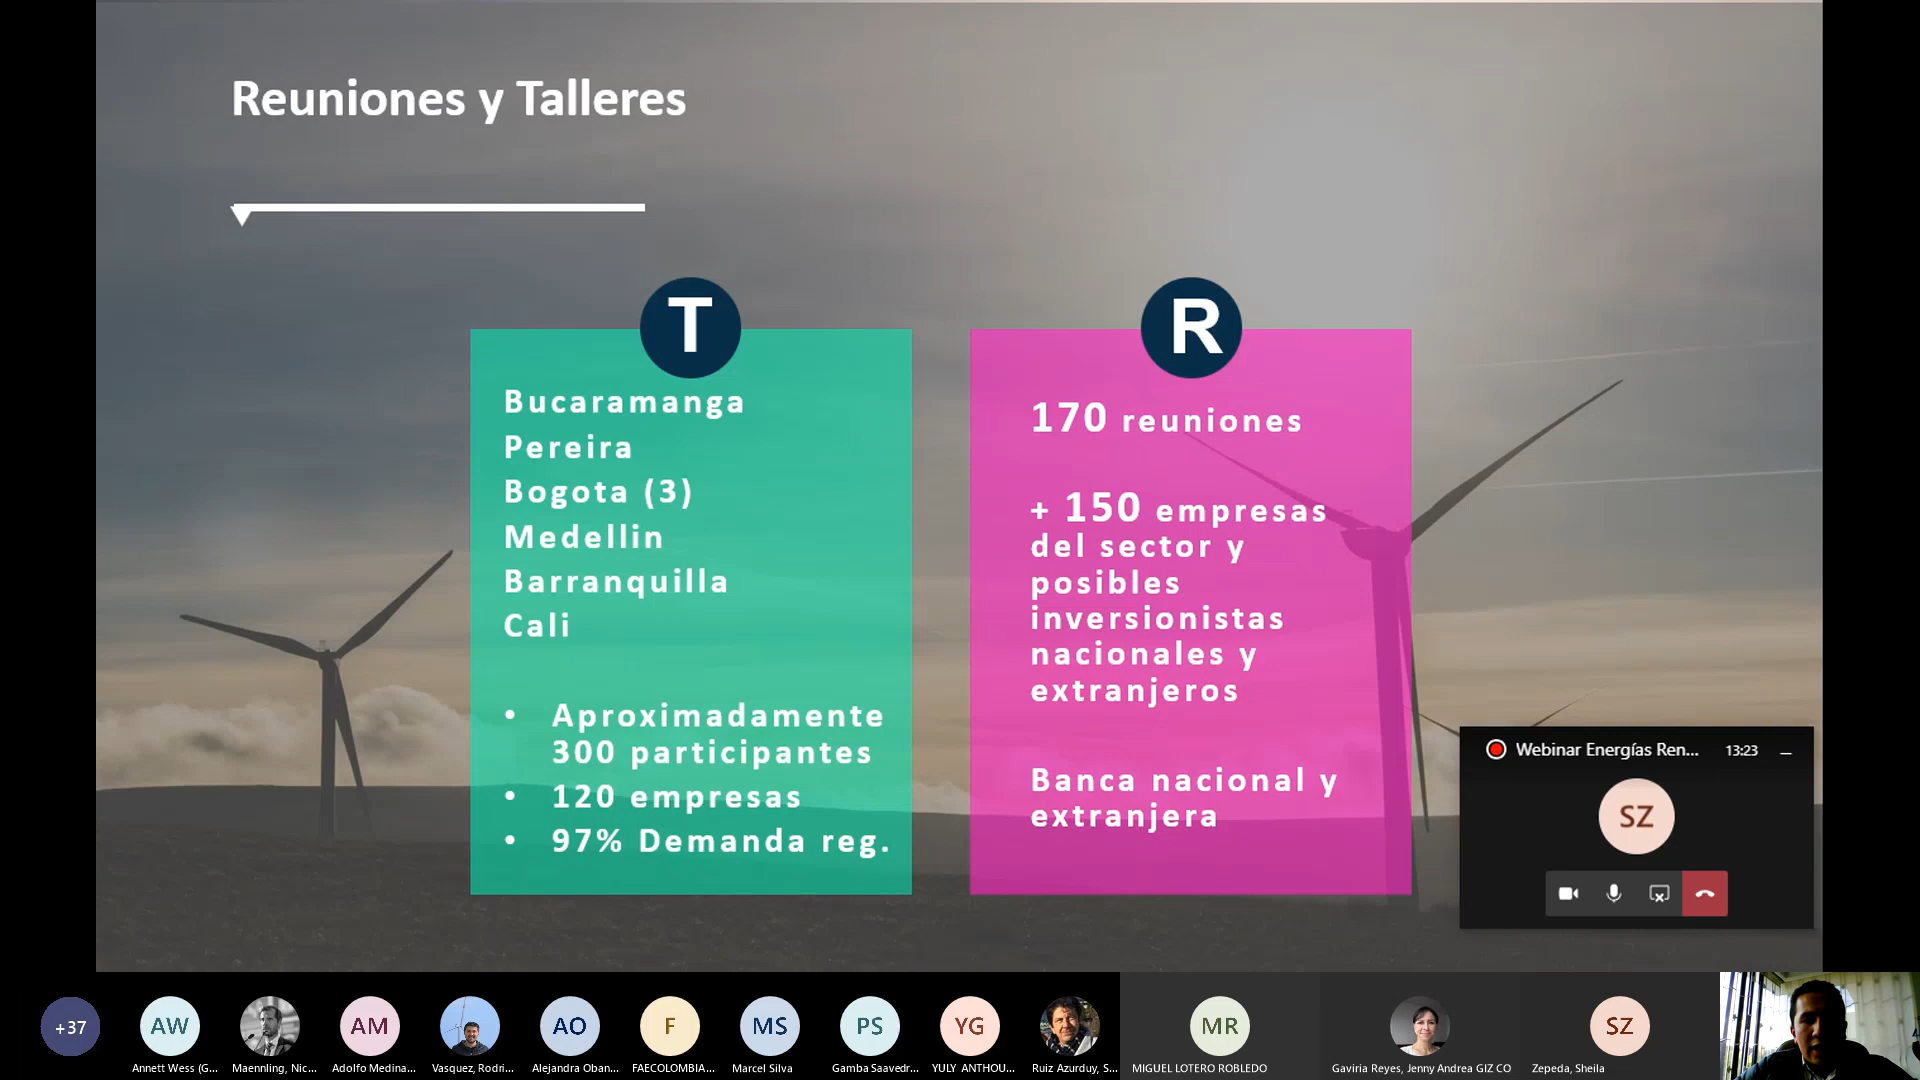 Reuniones y Talleres
T
Bucaramanga
Pereira
Bogota (3)
Medellin
Barranquilla
Cali
• Aproximadamente
300 participantes
• 120 empresas
• 97% Demanda reg.
R
170 reuniones
+ 150 empresas
del sector y
posibles
inversionistas
nacionales y
extranjeros
Banca nacional y
extranjera
Webinar Energías Ren... 13:23
SZ
+37
AW
AM
AO
F
MS
PS
YG
MR
SZ
Annett Wess (G...
Maennling, Nic...
Adolfo Medina...
Vasquez, Rodri...
Alejandra Oban...
FAECOLOMBIA...
Marcel Silva
Gamba Saavedr...
YULY ANTHOU...
Ruiz Azurduy, S...
MIGUEL LOTERO ROBLEDO
Gaviria Reyes, Jenny Andrea GIZ CO
Zepeda, Sheila